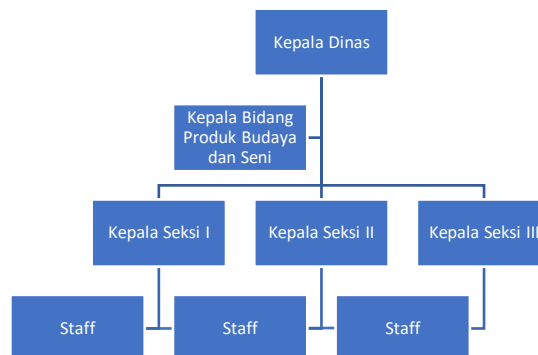 Kepala Dinas
Kepala Bidang
Produk Budaya
dan Seni
Kepala Seksi I
Kepala Seksi II
Kepala Seksi III
Staff
Staff
Staff